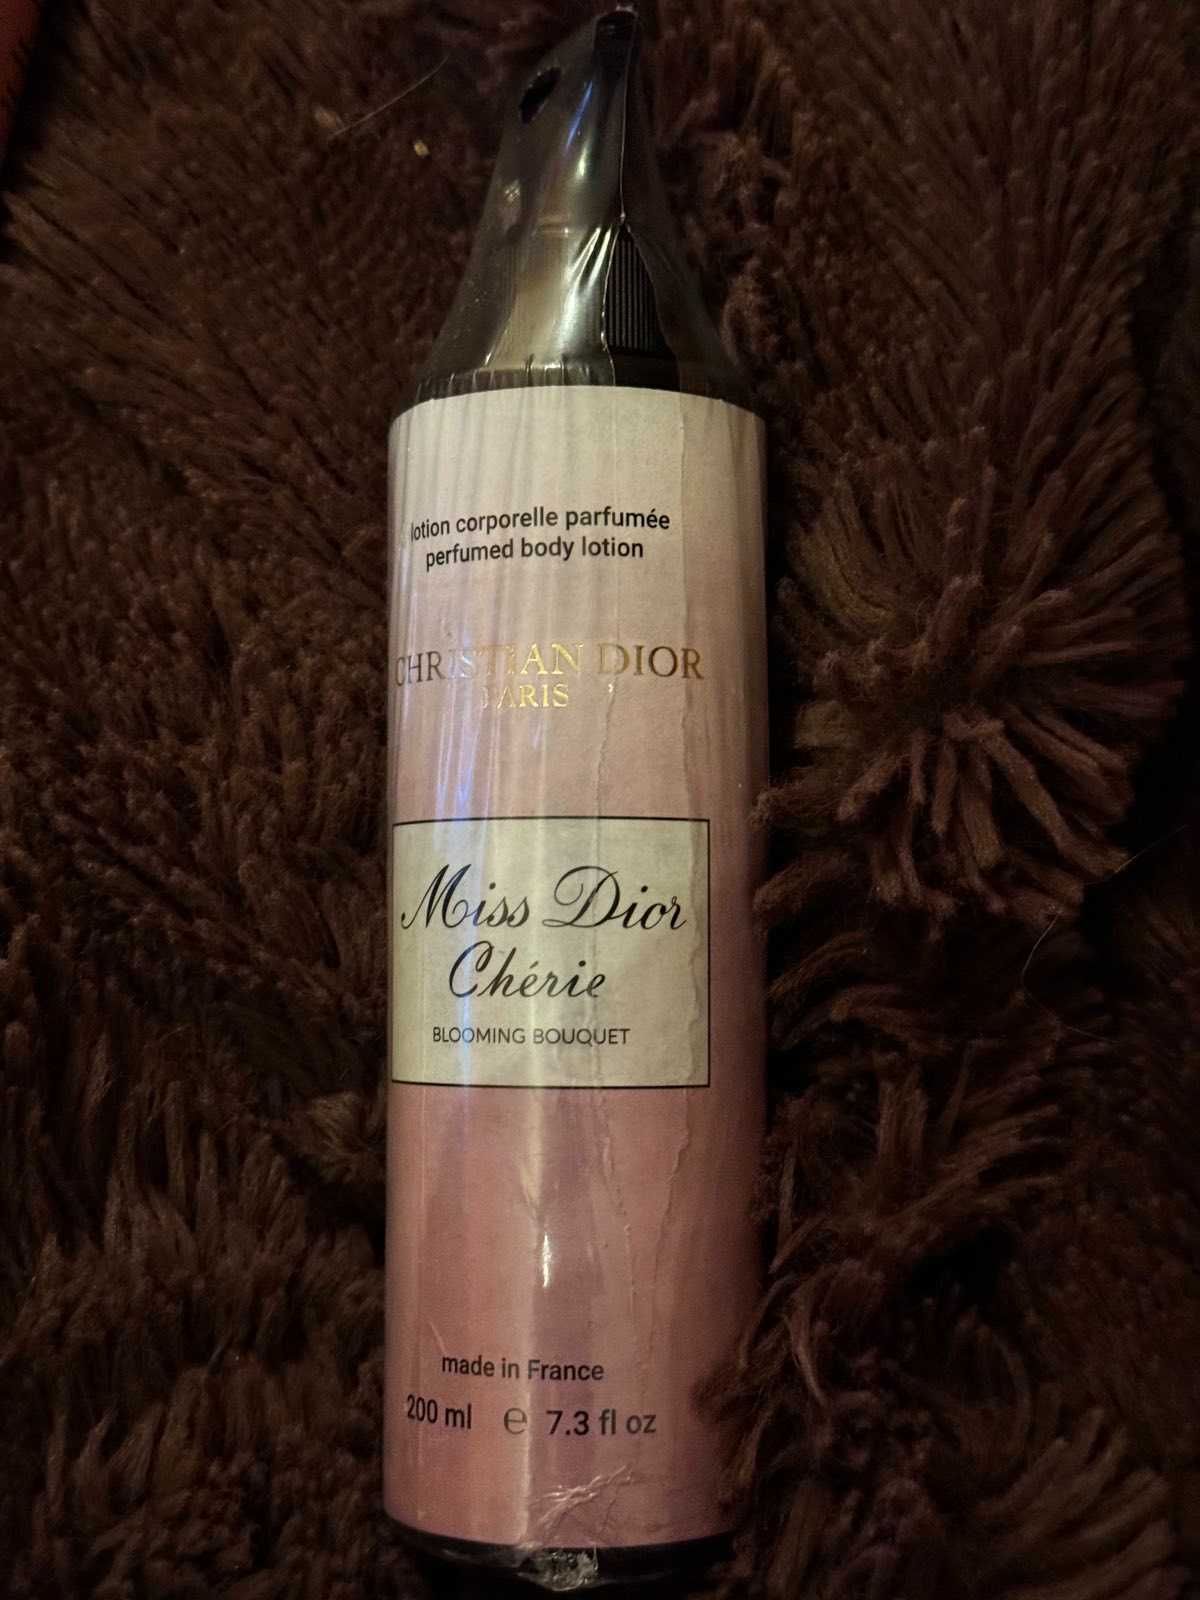 lotion corporelle parfumée
perfumed body lotion
CHRISTIAN DIOR
PARIS
Miss Dior
Chérie
BLOOMING BOUQUET
made in France
200 ml ℮ 7.3 fl oz